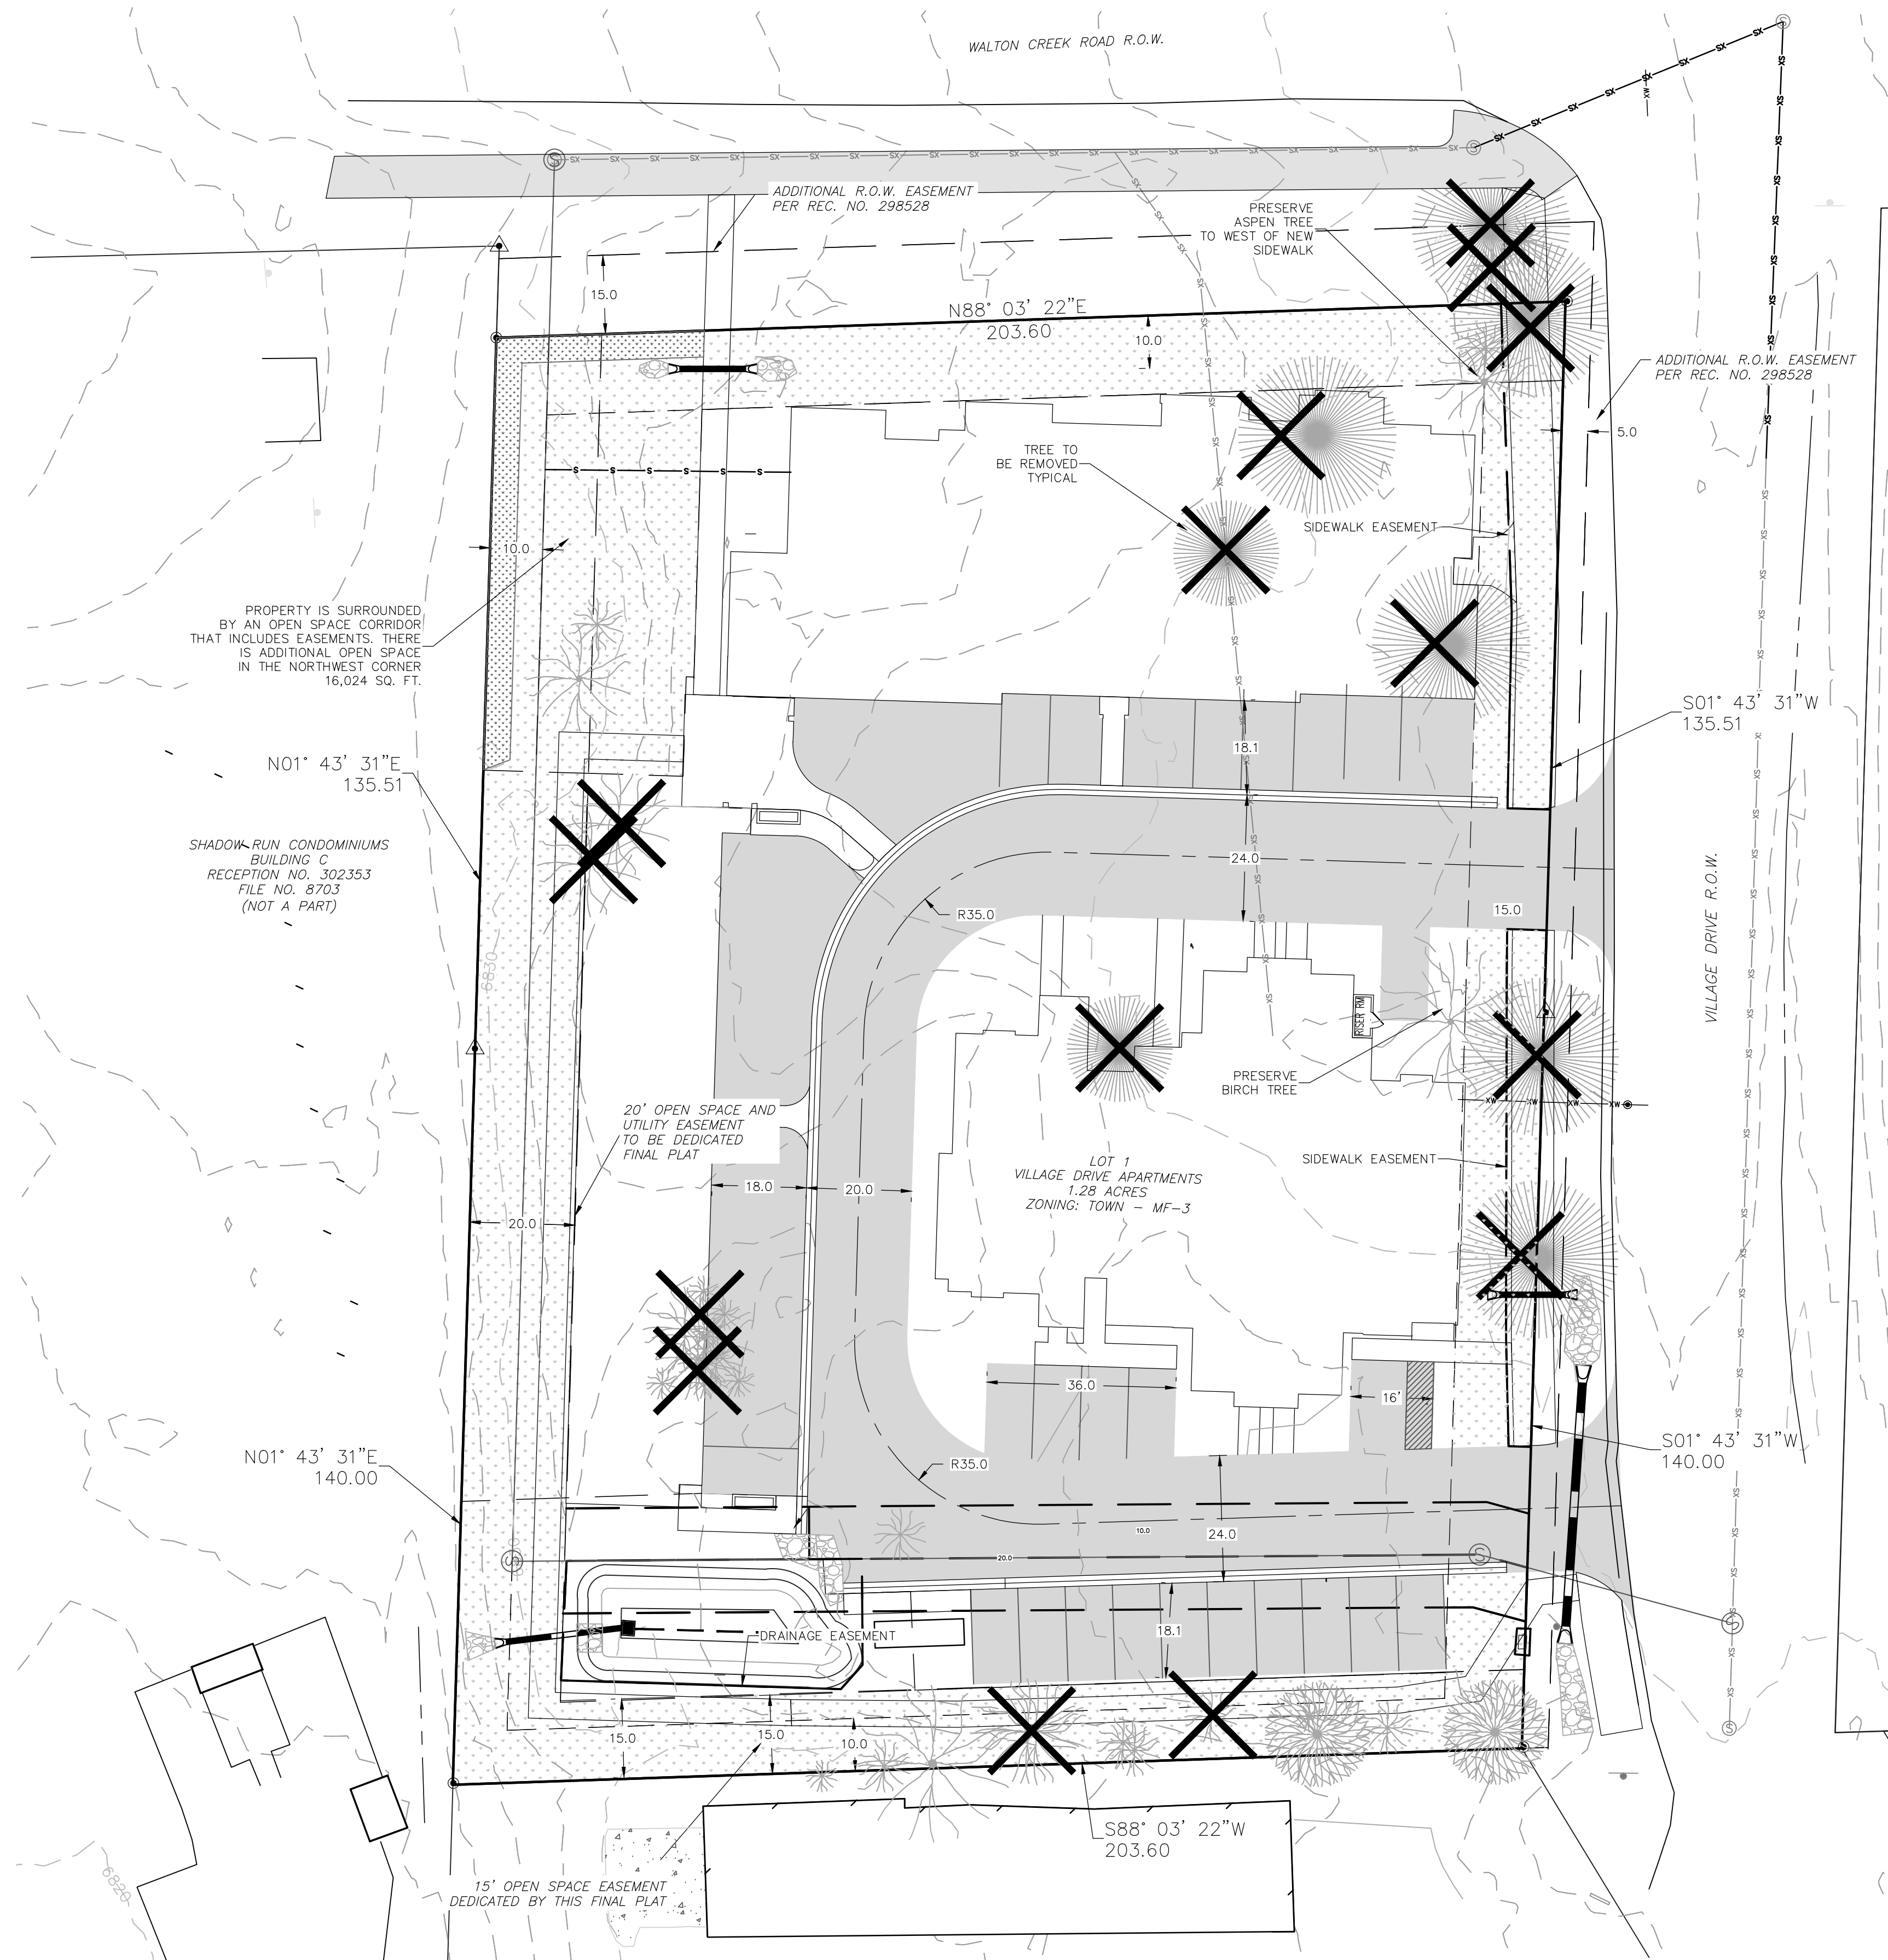 WALTON CREEK ROAD R.O.W.
ADDITIONAL R.O.W. EASEMENT
PER REC. NO. 298528
PRESERVE
ASPEN TREE
TO WEST OF NEW
SIDEWALK
15.0
N88° 03' 22"E
203.60
10.0
ADDITIONAL R.O.W. EASEMENT
PER REC. NO. 298528
5.0
TREE TO
BE REMOVED
TYPICAL
SIDEWALK EASEMENT
10.0
PROPERTY IS SURROUNDED
BY AN OPEN SPACE CORRIDOR
THAT INCLUDES EASEMENTS. THERE
IS ADDITIONAL OPEN SPACE
IN THE NORTHWEST CORNER
16,024 SQ. FT.
S01° 43' 31"W
135.51
18.1
N01° 43' 31"E
135.51
SHADOW RUN CONDOMINIUMS
BUILDING C
RECEPTION NO. 302353
FILE NO. 8703
(NOT A PART)
24.0
R35.0
15.0
VILLAGE DRIVE R.O.W.
6830
RISER RM
PRESERVE
BIRCH TREE
20' OPEN SPACE AND
UTILITY EASEMENT
TO BE DEDICATED
FINAL PLAT
LOT 1
VILLAGE DRIVE APARTMENTS
1.28 ACRES
ZONING: TOWN - MF-3
SIDEWALK EASEMENT
18.0
20.0
20.0
36.0
16'
N01° 43' 31"E
140.00
R35.0
S01° 43' 31"W
140.00
10.0
24.0
20.0
DRAINAGE EASEMENT
18.1
15.0
15.0
10.0
S88° 03' 22"W
203.60
15' OPEN SPACE EASEMENT
DEDICATED BY THIS FINAL PLAT
6820